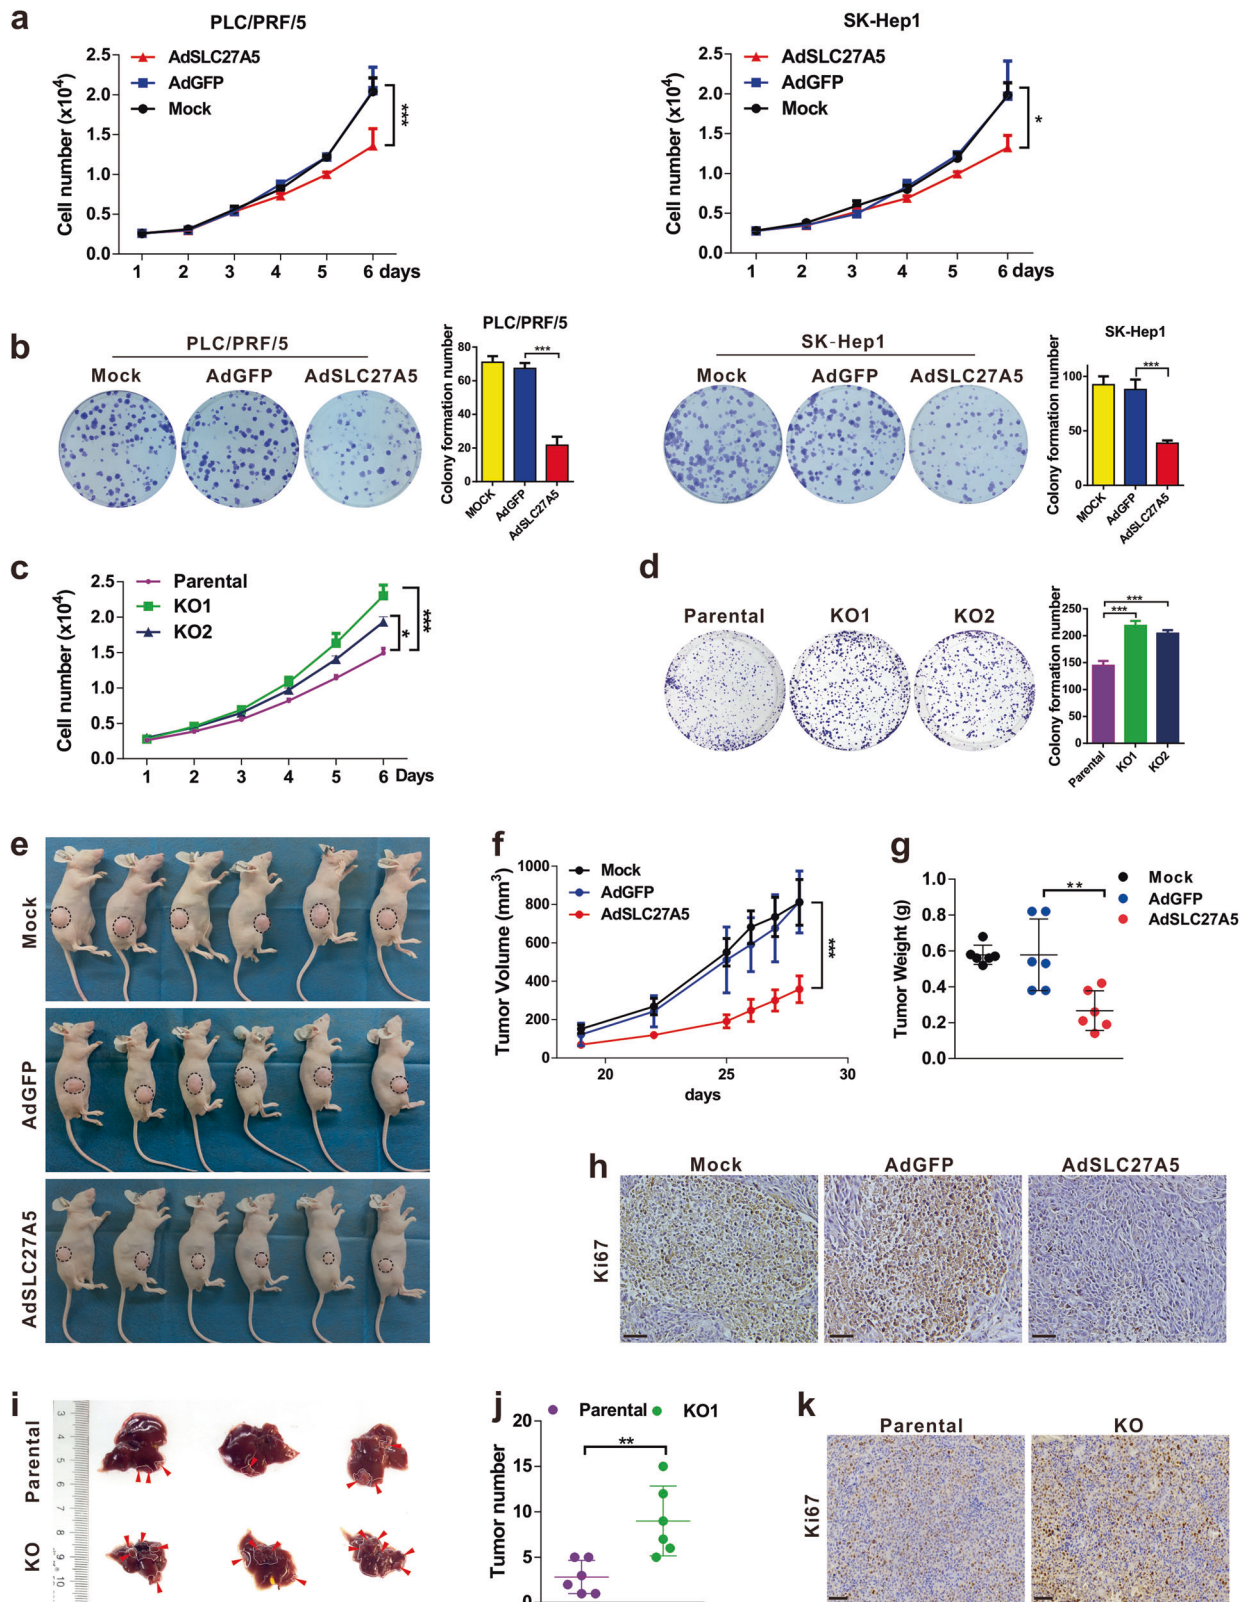 a
PLC/PRF/5
AdSLC27A5
AdGFP
Mock
Cell number (x10⁴)
2.5
2.0
1.5
1.0
0.5
0.0
1 2 3 4 5 6 days
***
SK-Hep1
AdSLC27A5
AdGFP
Mock
Cell number (x10⁴)
2.5
2.0
1.5
1.0
0.5
0.0
1 2 3 4 5 6 days
*
b
PLC/PRF/5
Mock AdGFP AdSLC27A5
PLC/PRF/5
Colony formation number
80
60
40
20
0
***
MOCK
AdGFP
AdSLC27A5
SK-Hep1
Mock AdGFP AdSLC27A5
SK-Hep1
Colony formation number
100
50
0
***
MOCK
AdGFP
AdSLC27A5
c
Parental
KO1
KO2
Cell number (x10⁴)
2.5
2.0
1.5
1.0
0.5
0.0
1 2 3 4 5 6 Days
*
***
d
Parental KO1 KO2
Colony formation number
250
200
150
100
50
0
***
***
Parental
KO1
KO2
e
Mock
AdGFP
AdSLC27A5
f
Mock
AdGFP
AdSLC27A5
Tumor Volume (mm³)
1000
800
600
400
200
0
20 25 30
days
***
g
Mock
AdGFP
AdSLC27A5
Tumor Weight (g)
1.0
0.8
0.6
0.4
0.2
0.0
**
h
Mock AdGFP AdSLC27A5
Ki67
i
Parental
KO
3
4
5
6
7
8
9
10
j
Parental KO1
Tumor number
20
15
10
5
0
**
k
Parental KO
Ki67